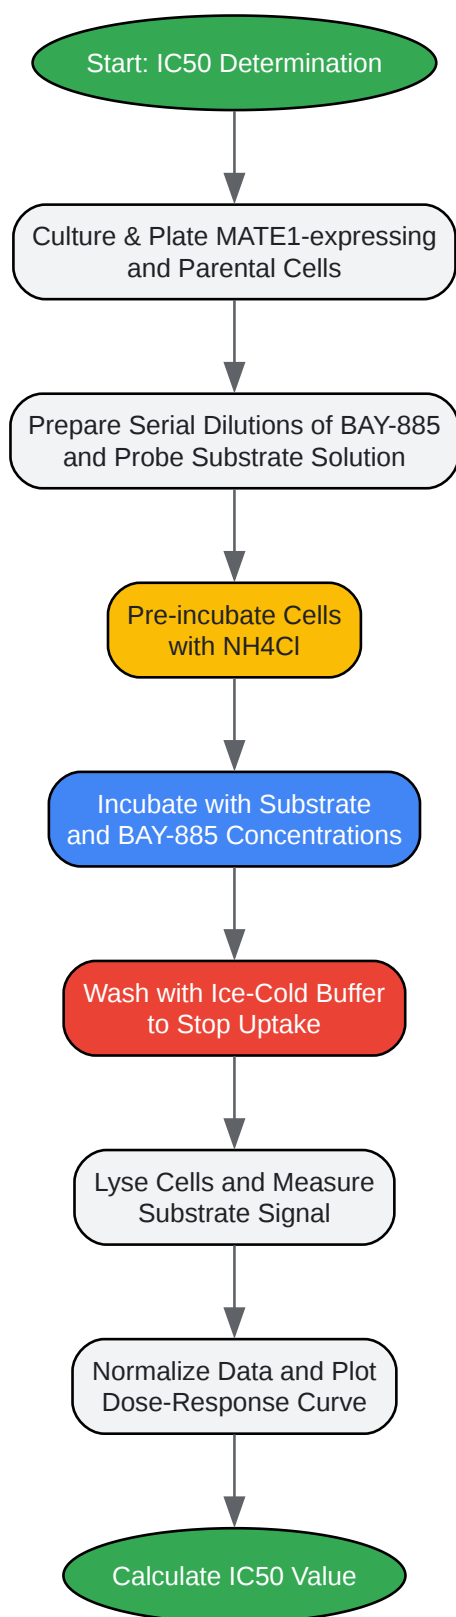 Start: IC50 Determination
Culture & Plate MATE1-expressing
and Parental Cells
Prepare Serial Dilutions of BAY-885
and Probe Substrate Solution
Pre-incubate Cells
with NH4Cl
Incubate with Substrate
and BAY-885 Concentrations
Wash with Ice-Cold Buffer
to Stop Uptake
Lyse Cells and Measure
Substrate Signal
Normalize Data and Plot
Dose-Response Curve
Calculate IC50 Value